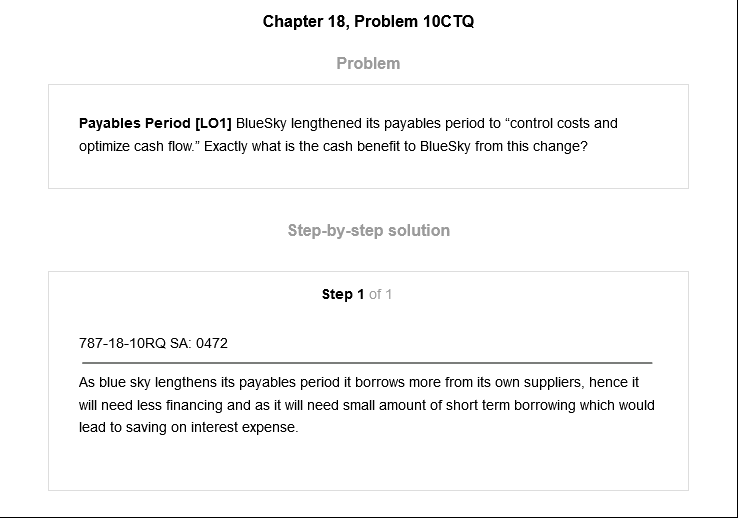 Chapter 18, Problem 10CTQ
Problem
Payables Period [LO1] BlueSky lengthened its payables period to “control costs and
optimize cash flow.” Exactly what is the cash benefit to BlueSky from this change?
Step-by-step solution
Step 1 of 1
787-18-10RQ SA: 0472
As blue sky lengthens its payables period it borrows more from its own suppliers, hence it
will need less financing and as it will need small amount of short term borrowing which would
lead to saving on interest expense.